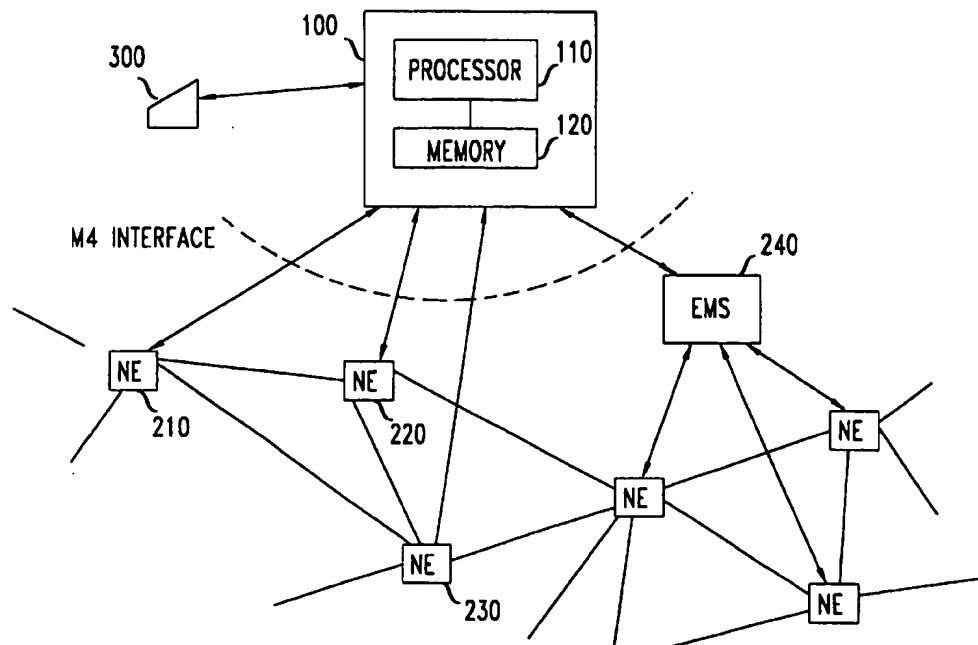 100
300
PROCESSOR
110
MEMORY
120
M4 INTERFACE
240
EMS
NE
210
NE
220
NE
NE
NE
230
NE